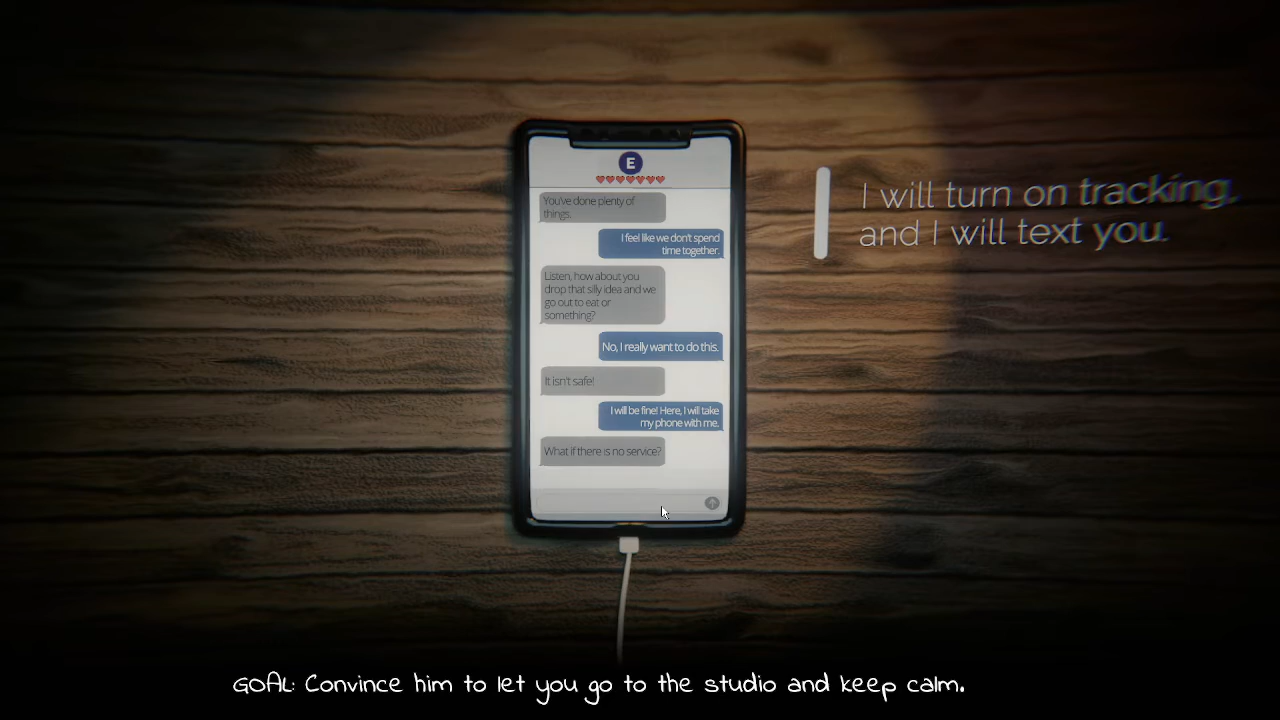 E
You've done plenty of
things.
I feel like we don't spend
time together.
Listen, how about you
drop that silly idea and we
go out to eat or
something?
No, I really want to do this.
It isn't safe!
I will be fine! Here, I will take
my phone with me.
What if there is no service?
I will turn on tracking,
and I will text you.
GOAL: Convince him to let you go to the studio and keep calm.